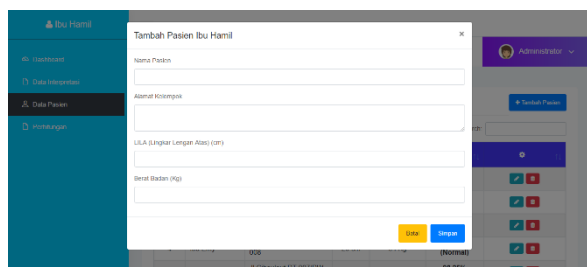 Ibu Hamil
Tambah Pasien Ibu Hamil
×
Administrator
Dashboard
Nama Pasien
Data Interpretasi
Alamat Kelompok
Data Pasien
+ Tambah Pasien
Perhitungan
LILA (Lingkar Lengan Atas) (cm)
Berat Badan (Kg)
Batal
Simpan
008
(Normal)